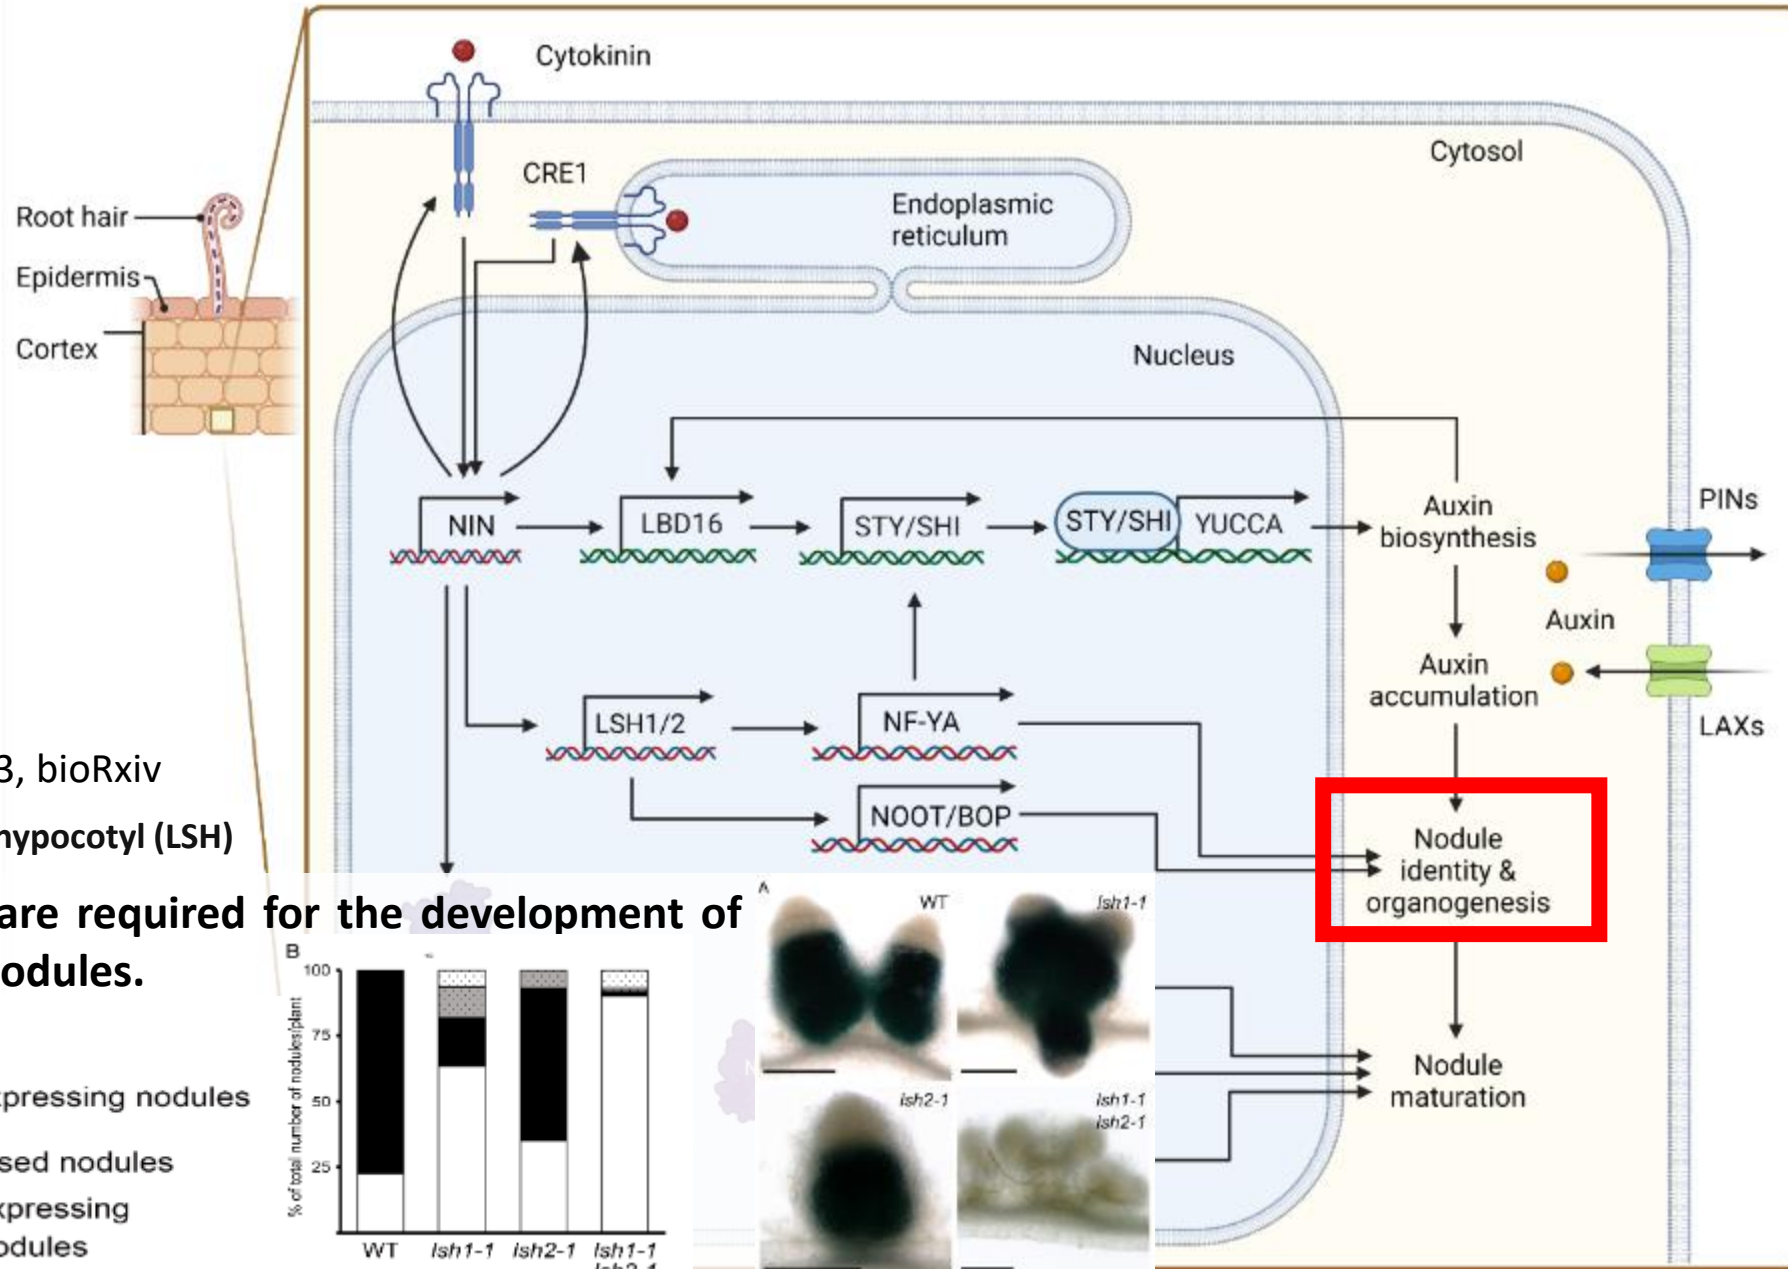 Cytokinin
Cytosol
CRE1
Endoplasmic
reticulum
Root hair
Epidermis
Cortex
Nucleus
NIN
LBD16
STY/SHI
STY/SHI
YUCCA
Auxin
biosynthesis
PINs
Auxin
Auxin
accumulation
LAXs
LSH1/2
NF-YA
NOOT/BOP
Nodule
identity &
organogenesis
Nodule
maturation
3, bioRxiv
hypocotyl (LSH)
are required for the development of
odules.
xpressing nodules
sed nodules
xpressing
odules
B
% of total number of nodules/plant
100
75
50
25
WT
lsh1-1
lsh2-1
lsh1-1
lsh2-1
A
WT
lsh1-1
lsh2-1
lsh1-1
lsh2-1